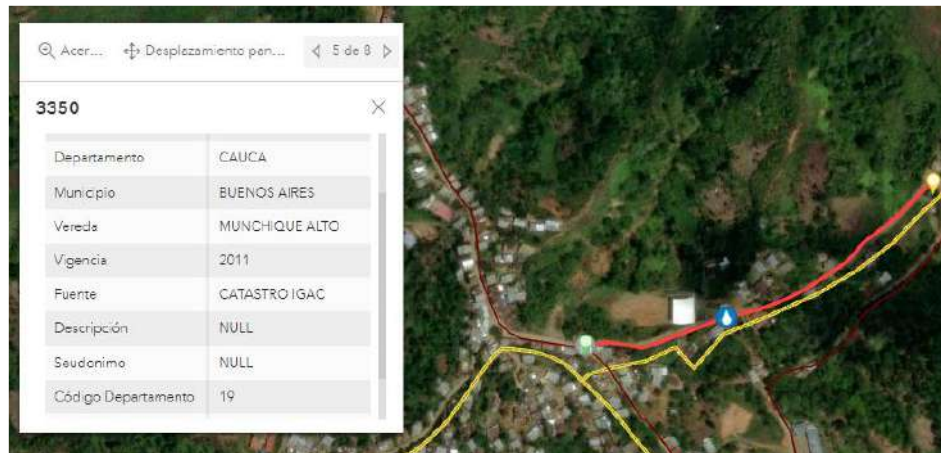 Acer... Desplazamiento pan... 5 de 8
3350
Departamento CAUCA
Municipio BUENOS AIRES
Vereda MUNCHIQUE ALTO
Vigencia 2011
Fuente CATASTRO IGAC
Descripción NULL
Seudonimo NULL
Código Departamento 19